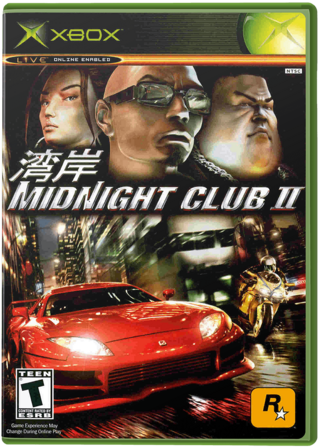 XBOX
LIVE ONLINE ENABLED
NTSC
湾岸
MIDNIGHT CLUB II
TEEN
T
CONTENT RATED BY
ESRB
Game Experience May
Change During Online Play
R